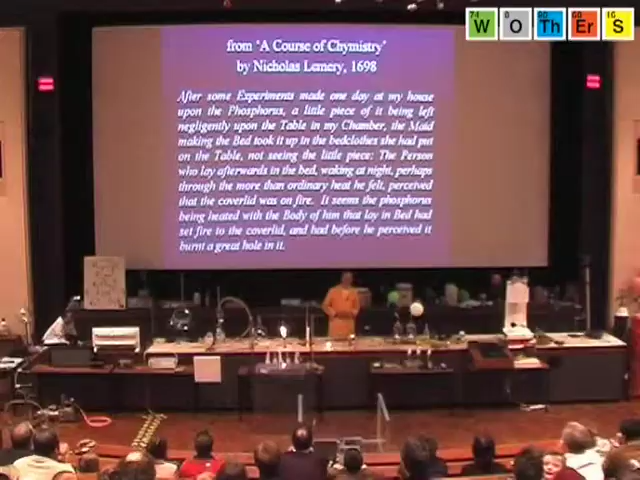 74 8 90 68 16
W O Th Er S
from 'A Course of Chymistry'
by Nicholas Lemery, 1698
After some Experiments made one day at my house
upon the Phosphorus, a little piece of it being left
negligently upon the Table in my Chamber, the Maid
making the Bed took it up in the bedclothes she had put
on the Table, not seeing the little piece: The Person
who lay afterwards in the bed, waking at night, perhaps
through the more than ordinary heat he felt, perceived
that the coverlid was on fire. It seems the phosphorus
being heated with the Body of him that lay in Bed had
set fire to the coverlid, and had before he perceived it
burnt a great hole in it.